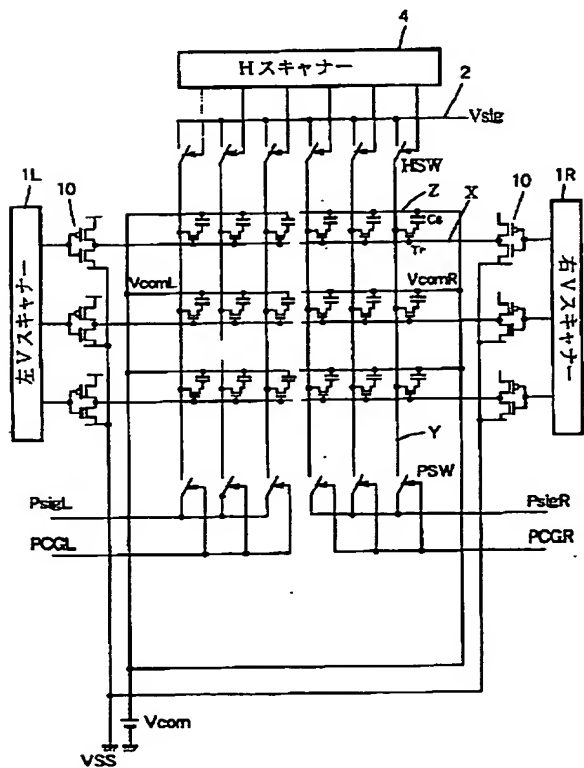 4
Hスキャナー
2
Vsig
HSW
1L
10
Z
X
10
1R
Cs
Tr
VcomL
VcomR
左Vスキャナー
右Vスキャナー
Y
PSW
PsigL
PsigR
PCGL
PCGR
Vcom
VSS